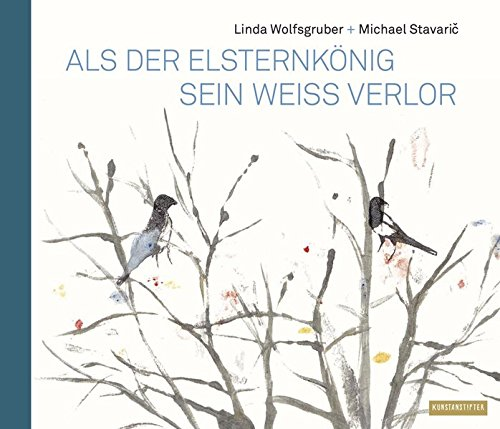 Linda Wolfsgruber + Michael Stavarič
ALS DER ELSTERNKÖNIG
SEIN WEISS VERLOR
KUNSTANSTIFTER